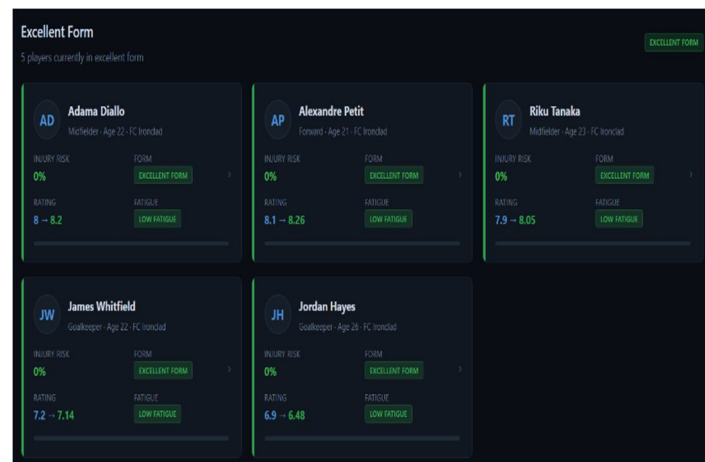 Excellent Form
5 players currently in excellent form
EXCELLENT FORM
AD
Adama Diallo
Midfielder · Age 22 · FC Ironclad
INJURY RISK
FORM
0%
EXCELLENT FORM
RATING
FATIGUE
8 → 8.2
LOW FATIGUE
AP
Alexandre Petit
Forward · Age 21 · FC Ironclad
INJURY RISK
FORM
0%
EXCELLENT FORM
RATING
FATIGUE
8.1 → 8.26
LOW FATIGUE
RT
Riku Tanaka
Midfielder · Age 23 · FC Ironclad
INJURY RISK
FORM
0%
EXCELLENT FORM
RATING
FATIGUE
7.9 → 8.05
LOW FATIGUE
JW
James Whitfield
Goalkeeper · Age 22 · FC Ironclad
INJURY RISK
FORM
0%
EXCELLENT FORM
RATING
FATIGUE
7.2 → 7.14
LOW FATIGUE
JH
Jordan Hayes
Goalkeeper · Age 26 · FC Ironclad
INJURY RISK
FORM
0%
EXCELLENT FORM
RATING
FATIGUE
6.9 → 6.48
LOW FATIGUE